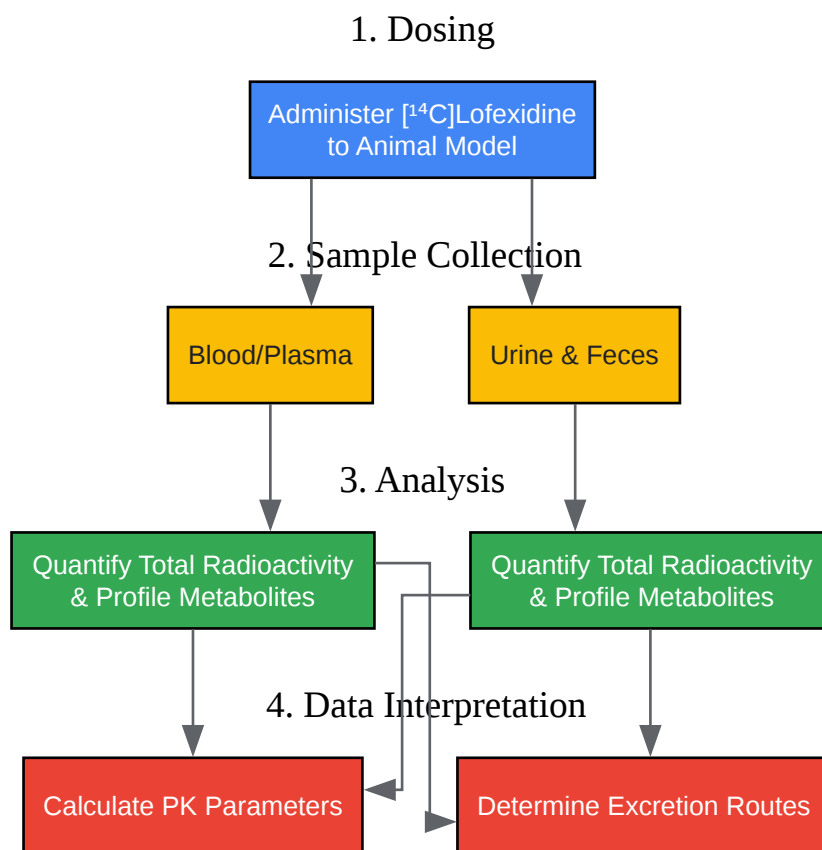 1. Dosing
Administer [¹⁴C]Lofexidine
to Animal Model
2. Sample Collection
Blood/Plasma
Urine & Feces
3. Analysis
Quantify Total Radioactivity
& Profile Metabolites
Quantify Total Radioactivity
& Profile Metabolites
4. Data Interpretation
Calculate PK Parameters
Determine Excretion Routes